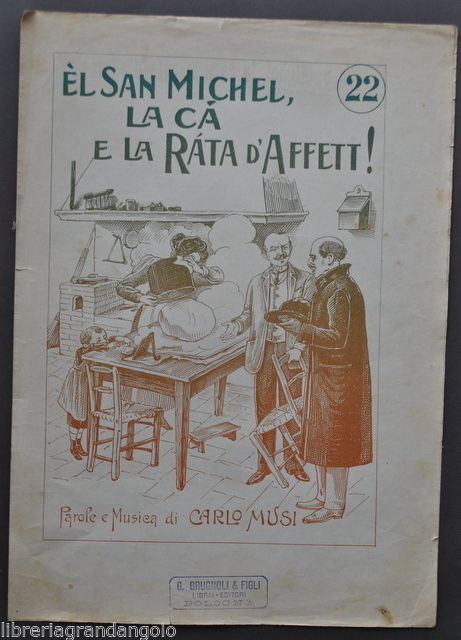 ÈL SAN MICHEL,
22
LA CÁ
E LA RÁTA D'AFFETT!
Parole e Musica di CARLO MUSI
G. BRUGNOLI & FIGLI
LIBRAI-EDITORI
BOLOGNA
libreriagrandangolo